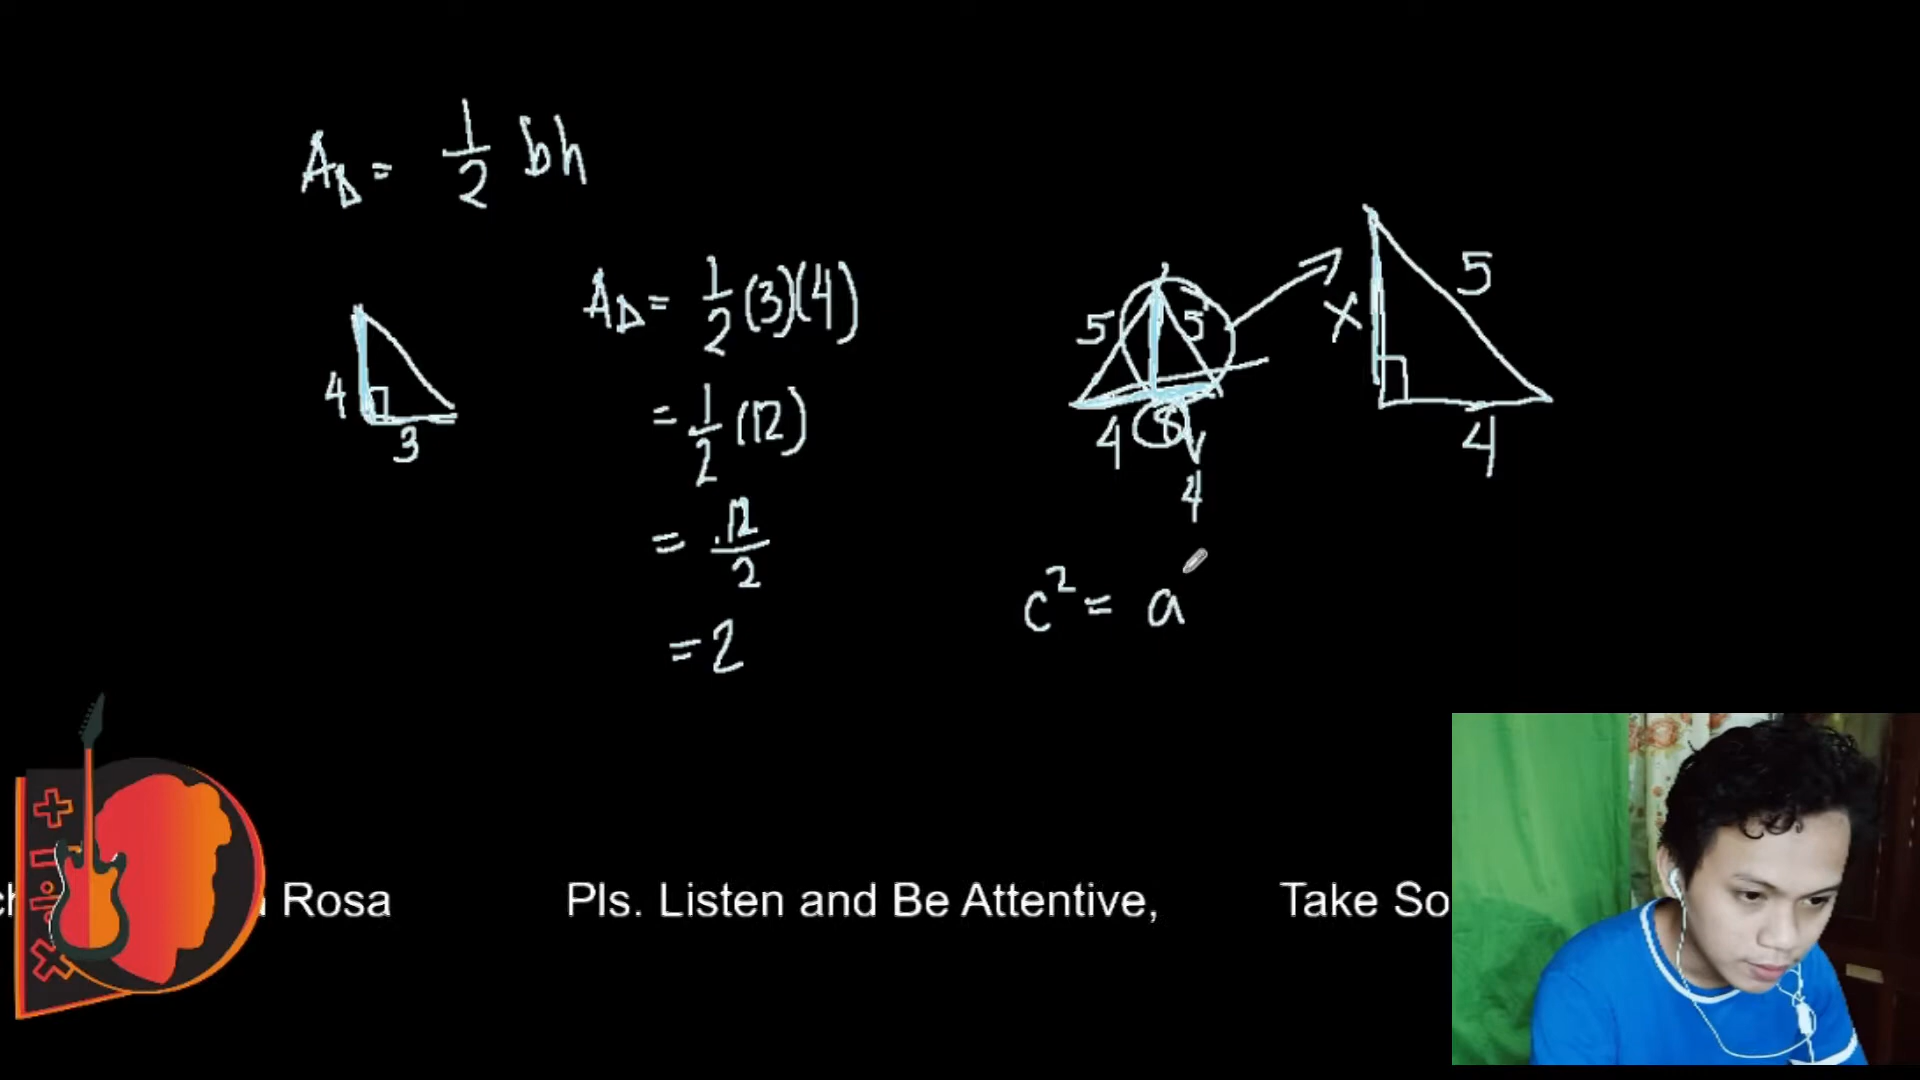 A△ = 1/2 bh
A△ = 1/2 (3)(4)
= 1/2 (12)
= 12/2
= 2
4
3
5
5
4
8
4
X
5
4
c² = a
Rosa
Pls. Listen and Be Attentive,
Take So